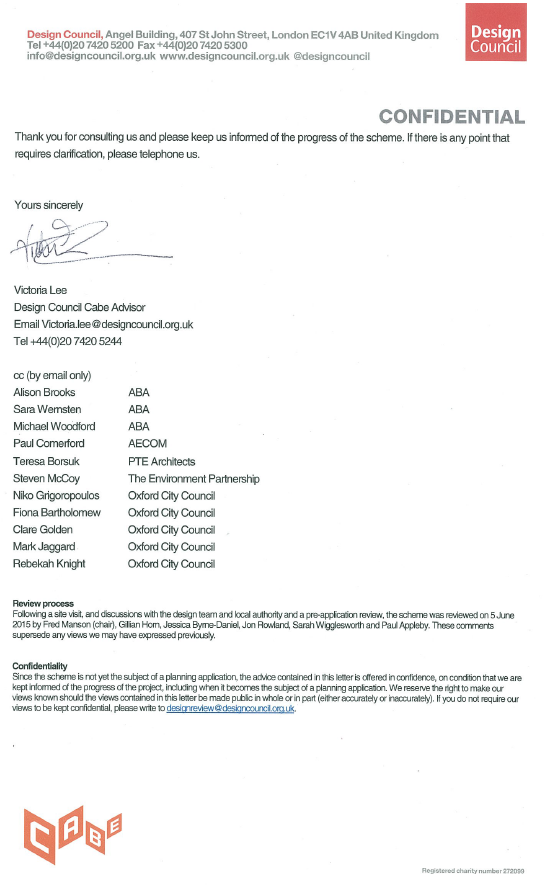 Design Council, Angel Building, 407 St John Street, London EC1V 4AB United Kingdom
Tel +44(0)20 7420 5200 Fax +44(0)20 7420 5300
info@designcouncil.org.uk www.designcouncil.org.uk @designcouncil
Design
Council
CONFIDENTIAL
Thank you for consulting us and please keep us informed of the progress of the scheme. If there is any point that
requires clarification, please telephone us.
Yours sincerely
Victoria Lee
Design Council Cabe Advisor
Email Victoria.lee@designcouncil.org.uk
Tel +44(0)20 7420 5244
cc (by email only)
Alison Brooks ABA
Sara Wernsten ABA
Michael Woodford ABA
Paul Comerford AECOM
Teresa Borsuk PTE Architects
Steven McCoy The Environment Partnership
Niko Grigoropoulos Oxford City Council
Fiona Bartholomew Oxford City Council
Clare Golden Oxford City Council
Mark Jaggard Oxford City Council
Rebekah Knight Oxford City Council
Review process
Following a site visit, and discussions with the design team and local authority and a pre-application review, the scheme was reviewed on 5 June
2015 by Fred Manson (chair), Gillian Horn, Jessica Byrne-Daniel, Jon Rowland, Sarah Wigglesworth and Paul Appleby. These comments
supersede any views we may have expressed previously.
Confidentiality
Since the scheme is not yet the subject of a planning application, the advice contained in this letter is offered in confidence, on condition that we are
kept informed of the progress of the project, including when it becomes the subject of a planning application. We reserve the right to make our
views known should the views contained in this letter be made public in whole or in part (either accurately or inaccurately). If you do not require our
views to be kept confidential, please write to designreview@designcouncil.org.uk.
CABE
Registered charity number 272099